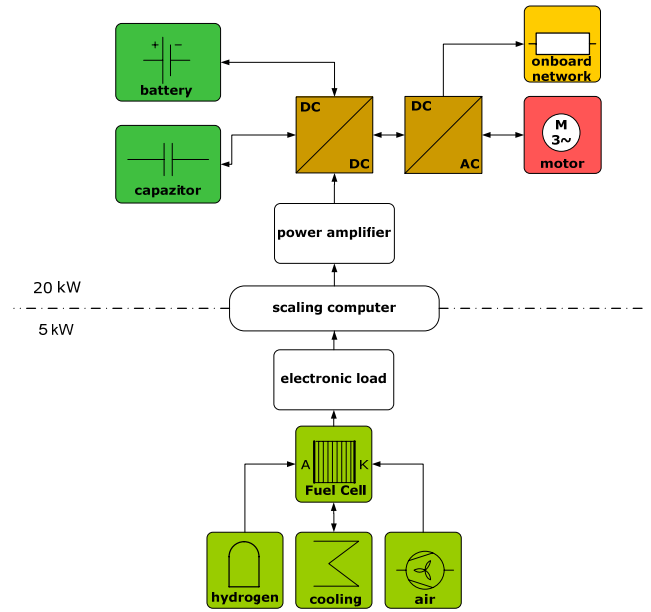 + −
battery
onboard
network
DC
DC
DC
AC
M
3~
motor
capazitor
power amplifier
20 kW
scaling computer
5 kW
electronic load
A
K
Fuel Cell
hydrogen
cooling
air